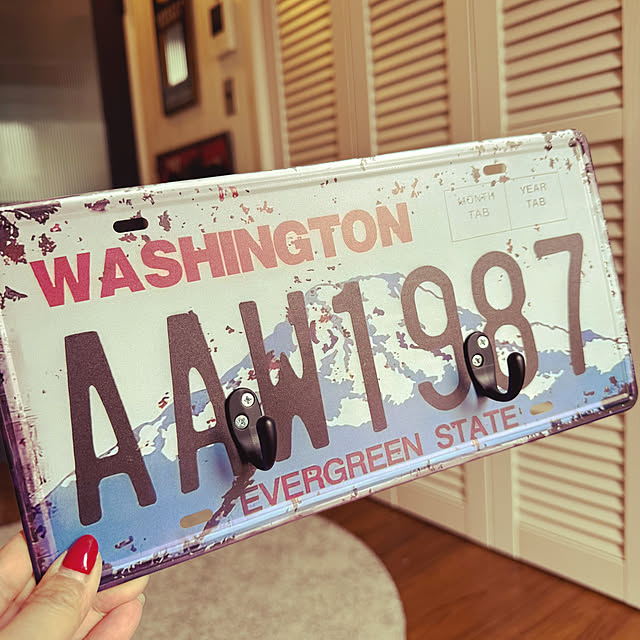 WASHINGTON
MONTH TAB
YEAR TAB
AAW1987
EVERGREEN STATE